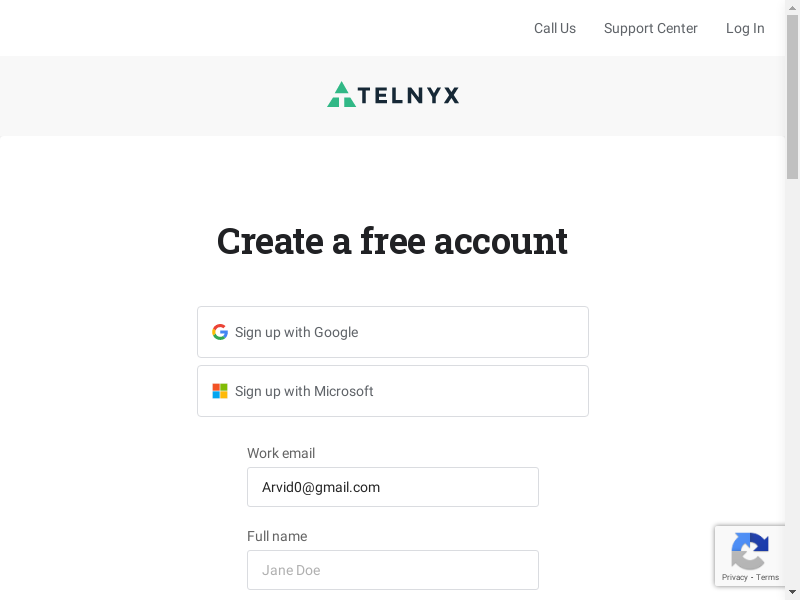 Call Us Support Center Log In
TELNYX
Create a free account
Sign up with Google
Sign up with Microsoft
Work email
Arvid0@gmail.com
Full name
Jane Doe
Privacy - Terms